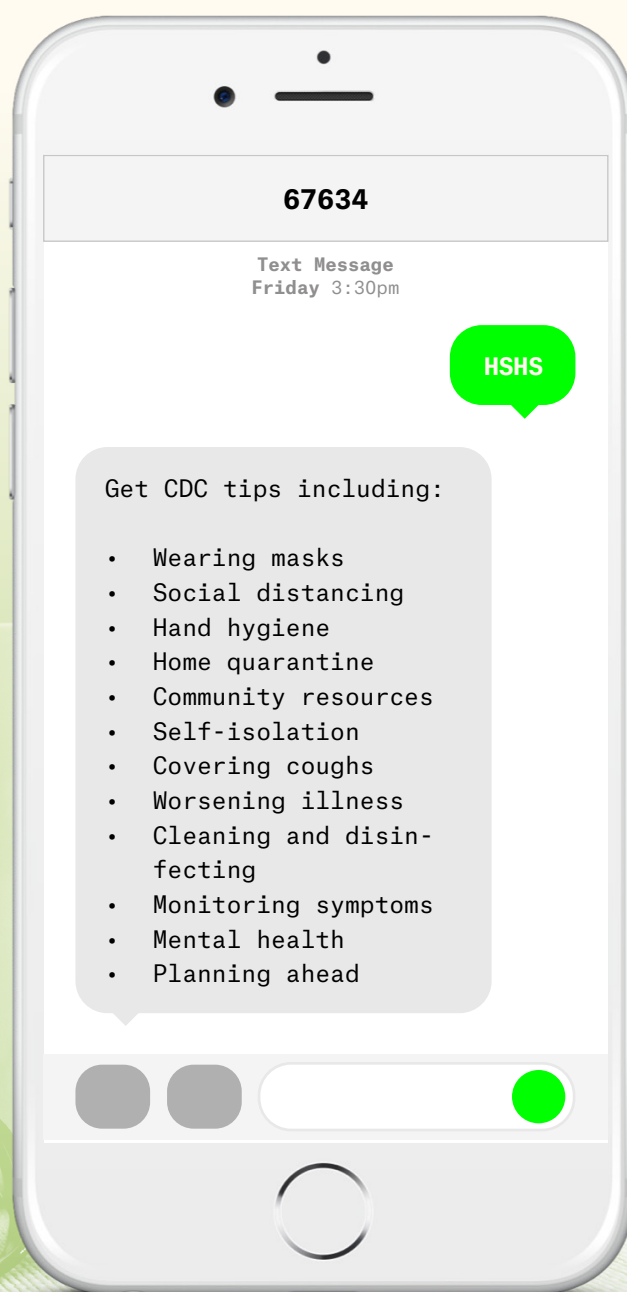 67634
Text Message
Friday 3:30pm
HSHS
Get CDC tips including:
• Wearing masks
• Social distancing
• Hand hygiene
• Home quarantine
• Community resources
• Self-isolation
• Covering coughs
• Worsening illness
• Cleaning and disin-
fecting
• Monitoring symptoms
• Mental health
• Planning ahead